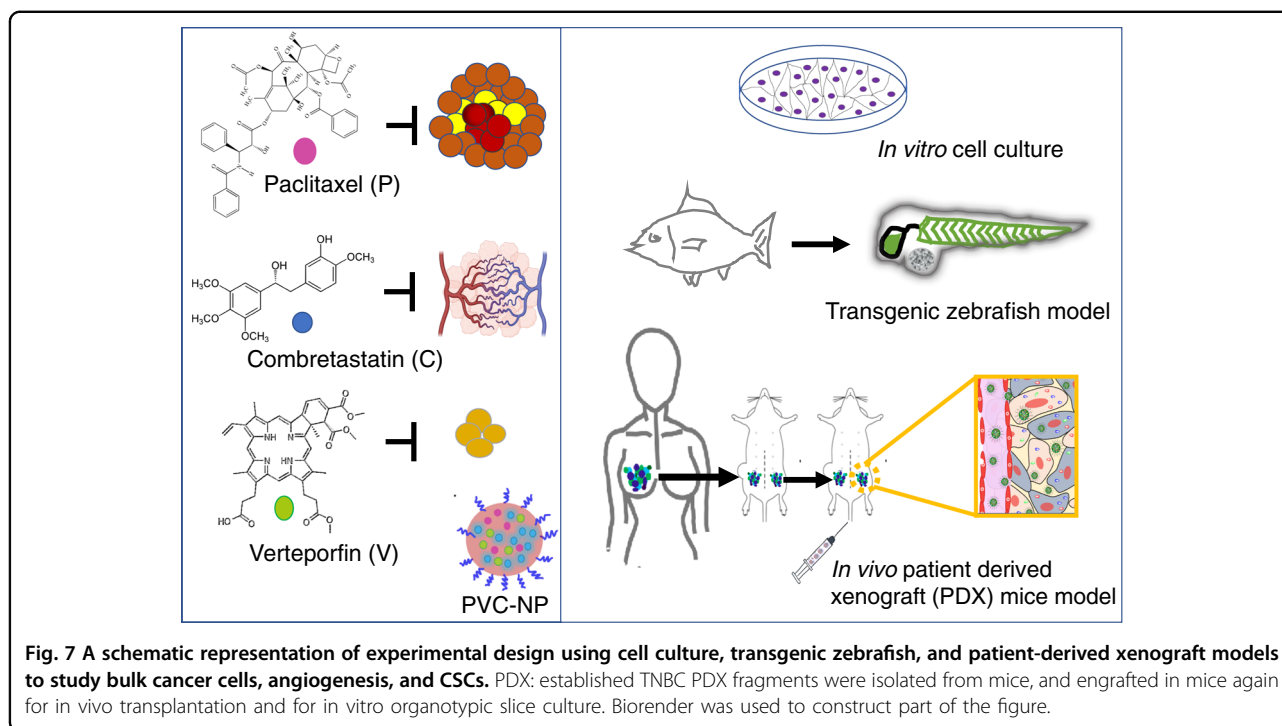 Paclitaxel (P)
Combretastatin (C)
Verteporfin (V)
PVC-NP
OH
OH
OCH₃
OCH₃
H₃CO
OCH₃
NH
N
N
HN
HO
O
In vitro cell culture
Transgenic zebrafish model
In vivo patient derived
xenograft (PDX) mice model
Fig. 7 A schematic representation of experimental design using cell culture, transgenic zebrafish, and patient-derived xenograft models
to study bulk cancer cells, angiogenesis, and CSCs. PDX: established TNBC PDX fragments were isolated from mice, and engrafted in mice again
for in vivo transplantation and for in vitro organotypic slice culture. Biorender was used to construct part of the figure.